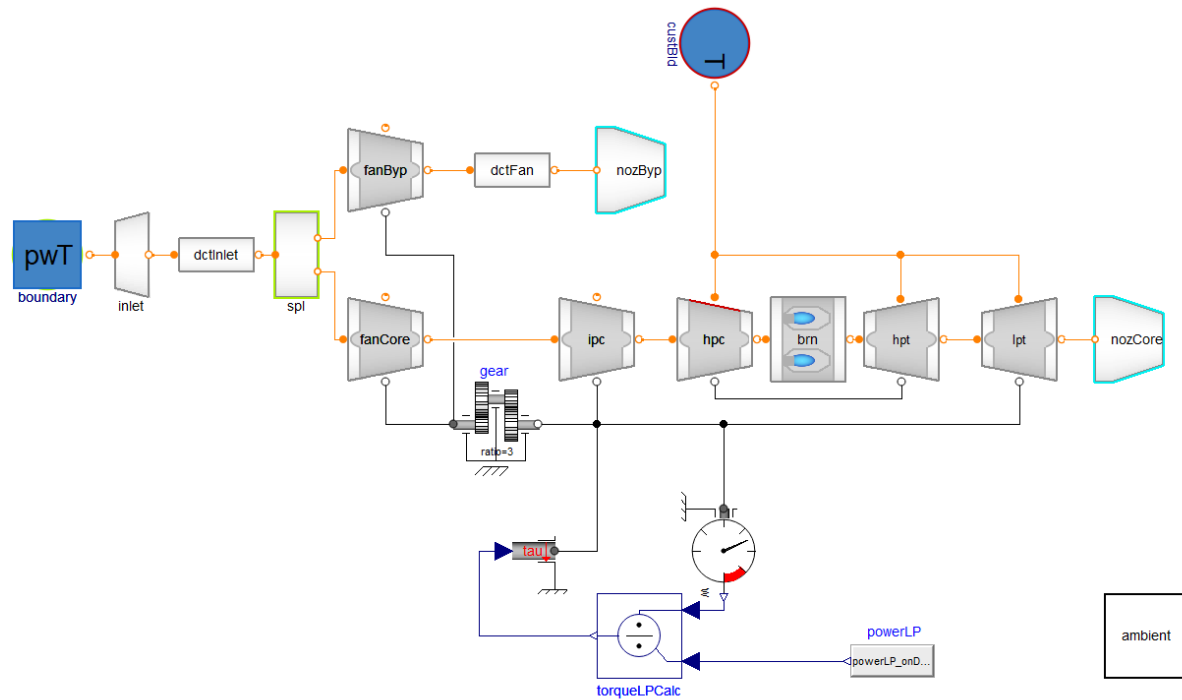 custBld
T
fanByp
dctFan
nozByp
pwT
boundary
inlet
dctInlet
spl
fanCore
ipc
hpc
brn
hpt
lpt
nozCore
gear
ratio=3
tau
w
powerLP
powerLP_onD...
torqueLPCalc
ambient